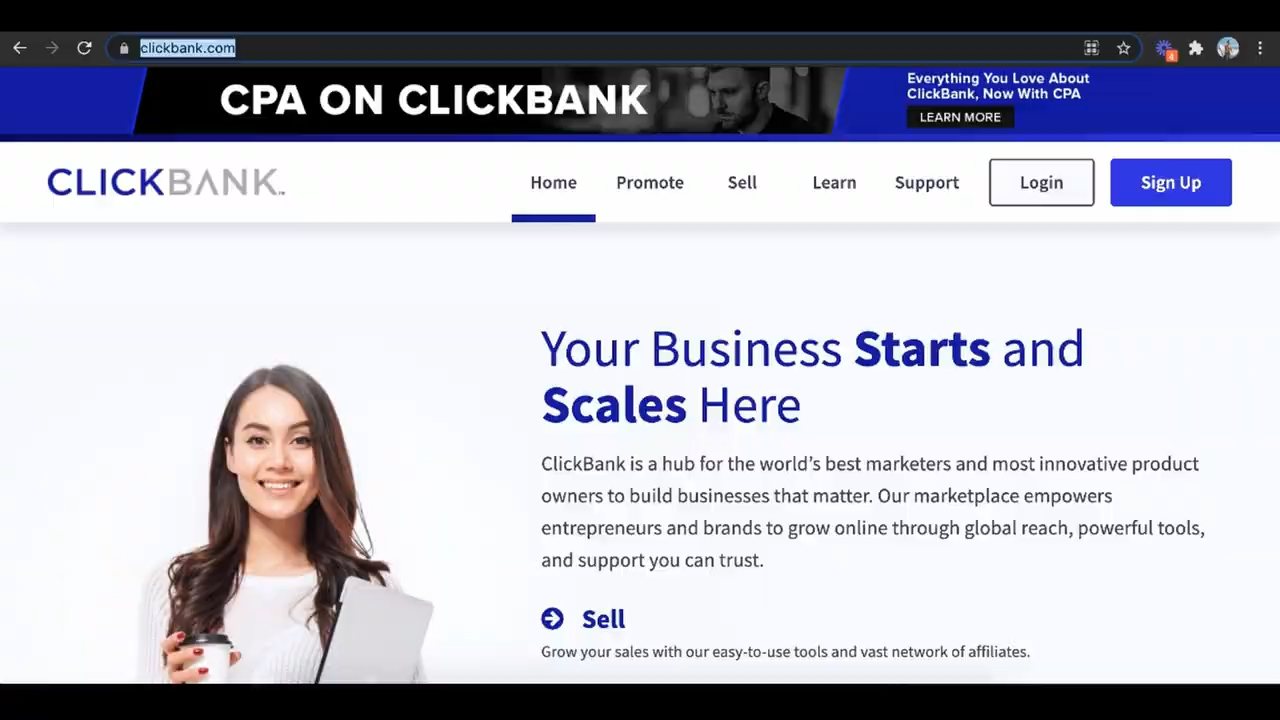 clickbank.com
4
CPA ON CLICKBANK
Everything You Love About
ClickBank, Now With CPA
LEARN MORE
CLICKBANK™
Home
Promote
Sell
Learn
Support
Login
Sign Up
Your Business Starts and
Scales Here
ClickBank is a hub for the world’s best marketers and most innovative product
owners to build businesses that matter. Our marketplace empowers
entrepreneurs and brands to grow online through global reach, powerful tools,
and support you can trust.
Sell
Grow your sales with our easy-to-use tools and vast network of affiliates.